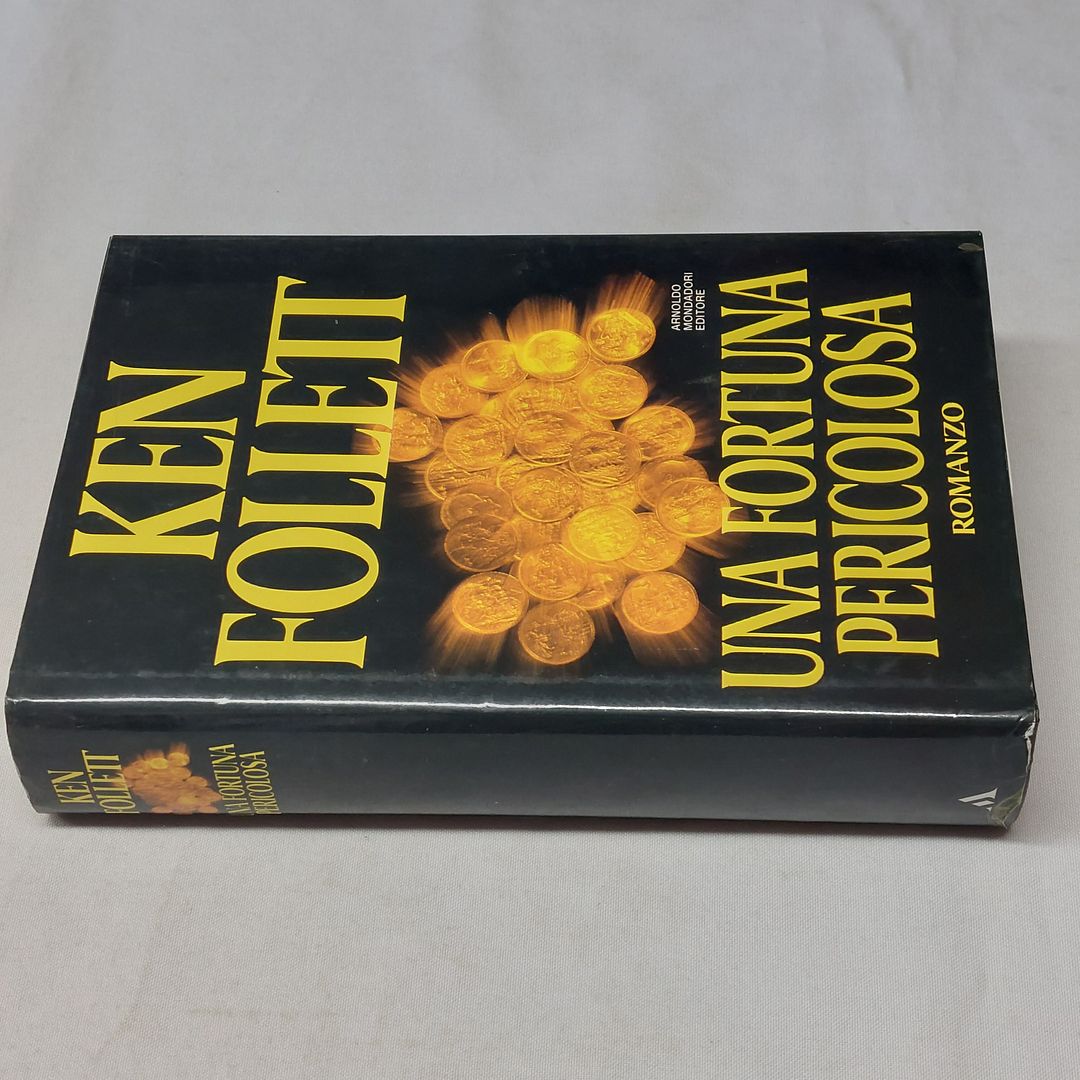 KEN
FOLLETT
ARNOLDO
MONDADORI
EDITORE
UNA FORTUNA
PERICOLOSA
ROMANZO
KEN
FOLLETT
UNA FORTUNA
PERICOLOSA